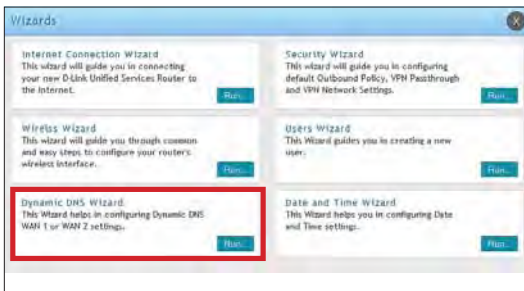 Wizards
X
Internet Connection Wizard
This wizard will guide you in connecting
your new D-Link Unified Services Router to
the Internet.
Run...
Security Wizard
This wizard will guide you in configuring
default Outbound Policy, VPN Passthrough
and VPN Network Settings.
Run...
Wirelss Wizard
This wizard will guide you through common
and easy steps to configure your router's
wireless interface.
Run...
Users Wizard
This Wizard guides you in creating a new
user.
Run...
Dynamic DNS Wizard
This Wizard helps in configuring Dynamic DNS
WAN 1 or WAN 2 settings.
Run...
Date and Time Wizard
This Wizard helps you in configuring Date
and Time settings.
Run...